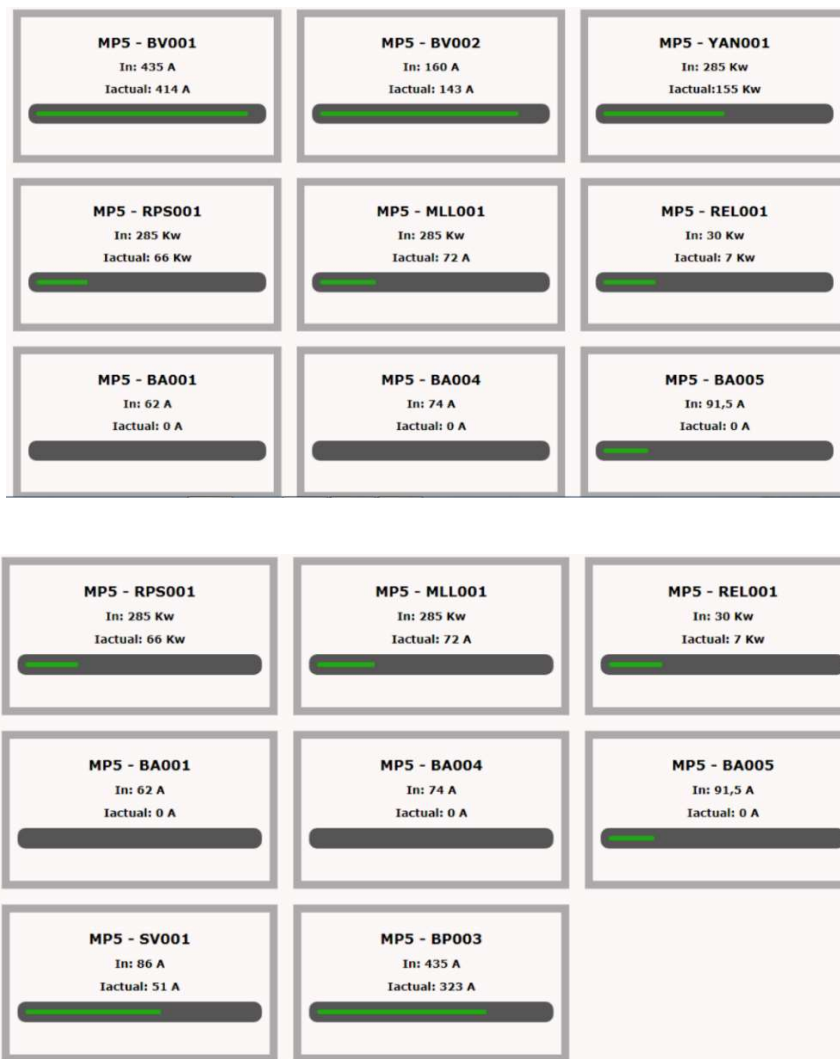 MP5 - BV001
In: 435 A
Iactual: 414 A
MP5 - BV002
In: 160 A
Iactual: 143 A
MP5 - YAN001
In: 285 Kw
Iactual:155 Kw
MP5 - RPS001
In: 285 Kw
Iactual: 66 Kw
MP5 - MLL001
In: 285 Kw
Iactual: 72 A
MP5 - REL001
In: 30 Kw
Iactual: 7 Kw
MP5 - BA001
In: 62 A
Iactual: 0 A
MP5 - BA004
In: 74 A
Iactual: 0 A
MP5 - BA005
In: 91,5 A
Iactual: 0 A
MP5 - RPS001
In: 285 Kw
Iactual: 66 Kw
MP5 - MLL001
In: 285 Kw
Iactual: 72 A
MP5 - REL001
In: 30 Kw
Iactual: 7 Kw
MP5 - BA001
In: 62 A
Iactual: 0 A
MP5 - BA004
In: 74 A
Iactual: 0 A
MP5 - BA005
In: 91,5 A
Iactual: 0 A
MP5 - SV001
In: 86 A
Iactual: 51 A
MP5 - BP003
In: 435 A
Iactual: 323 A